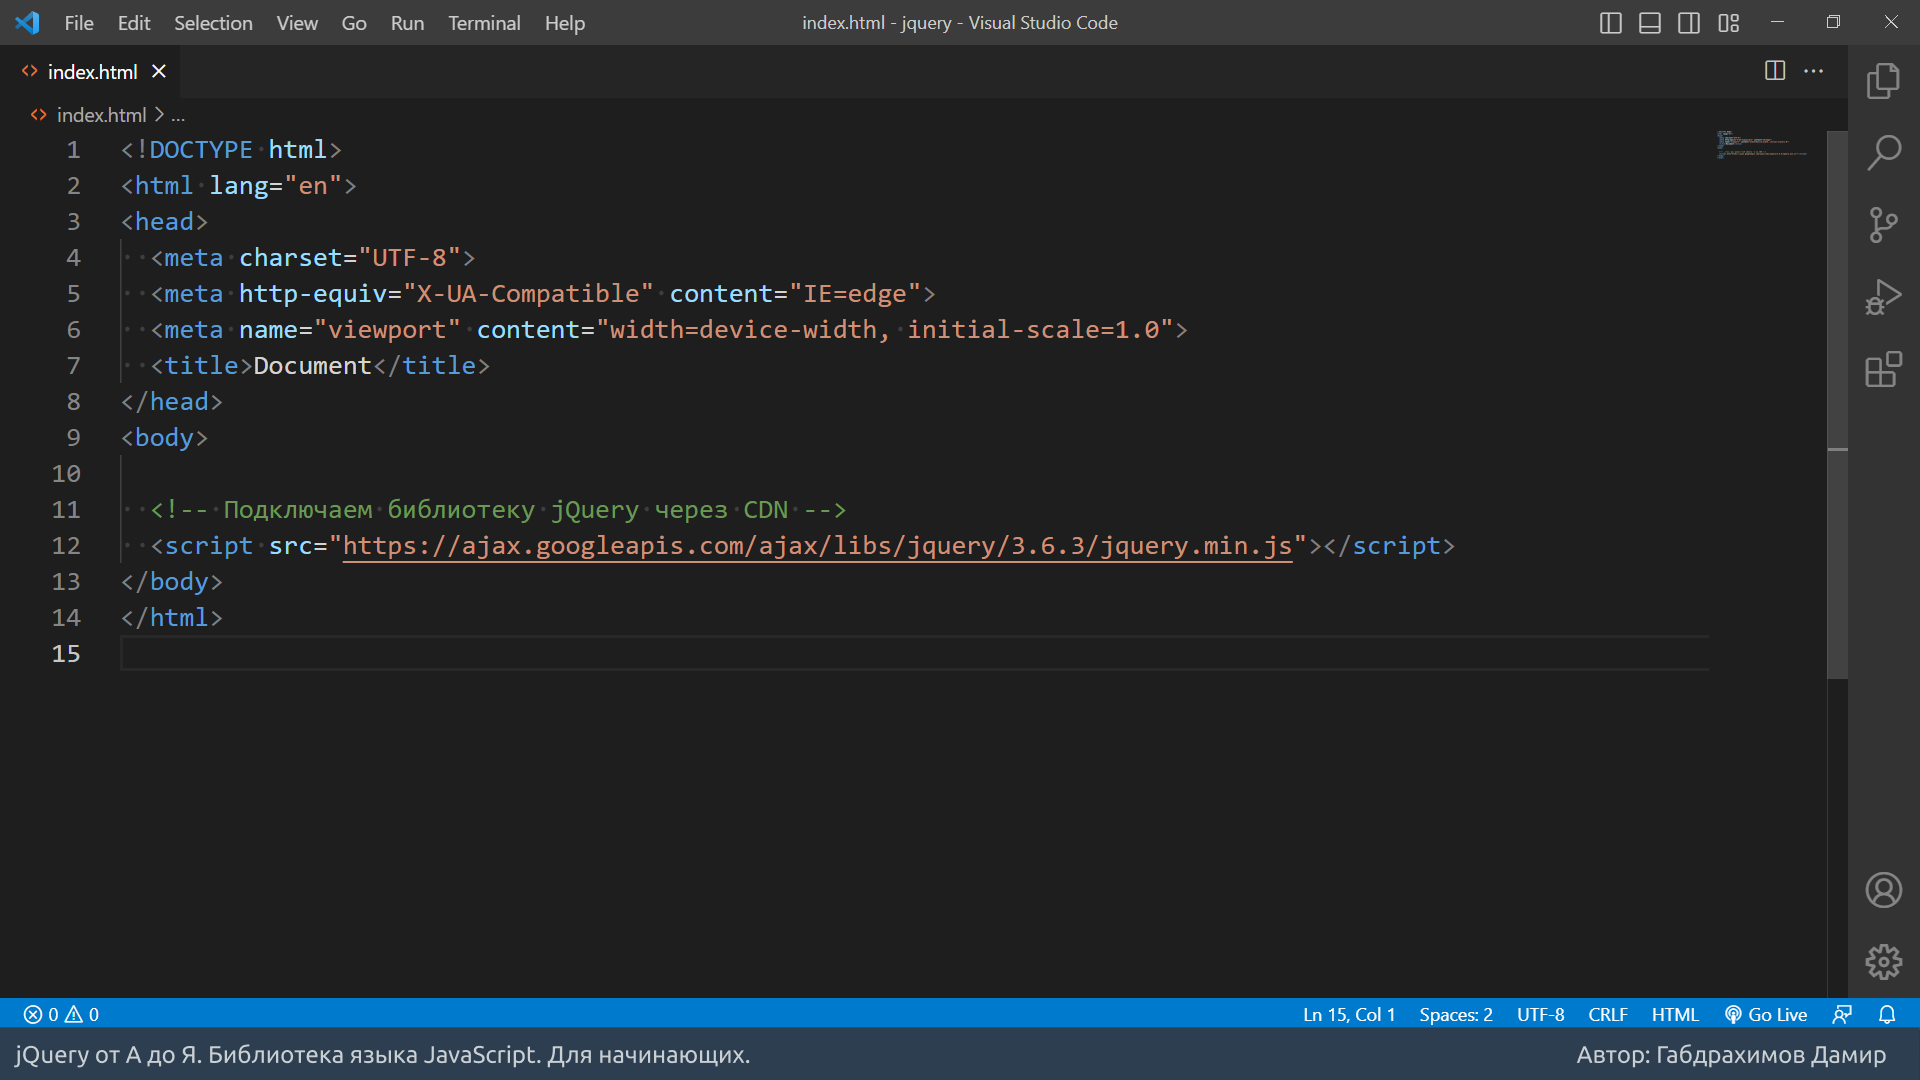 File Edit Selection View Go Run Terminal Help index.html - jquery - Visual Studio Code
index.html
index.html > ...
1 <!DOCTYPE html>
2 <html lang="en">
3 <head>
4 <meta charset="UTF-8">
5 <meta http-equiv="X-UA-Compatible" content="IE=edge">
6 <meta name="viewport" content="width=device-width, initial-scale=1.0">
7 <title>Document</title>
8 </head>
9 <body>
10
11 <!-- Подключаем библиотеку jQuery через CDN -->
12 <script src="https://ajax.googleapis.com/ajax/libs/jquery/3.6.3/jquery.min.js"></script>
13 </body>
14 </html>
15
0 0 Ln 15, Col 1 Spaces: 2 UTF-8 CRLF HTML Go Live
jQuery от А до Я. Библиотека языка JavaScript. Для начинающих. Автор: Габдрахимов Дамир